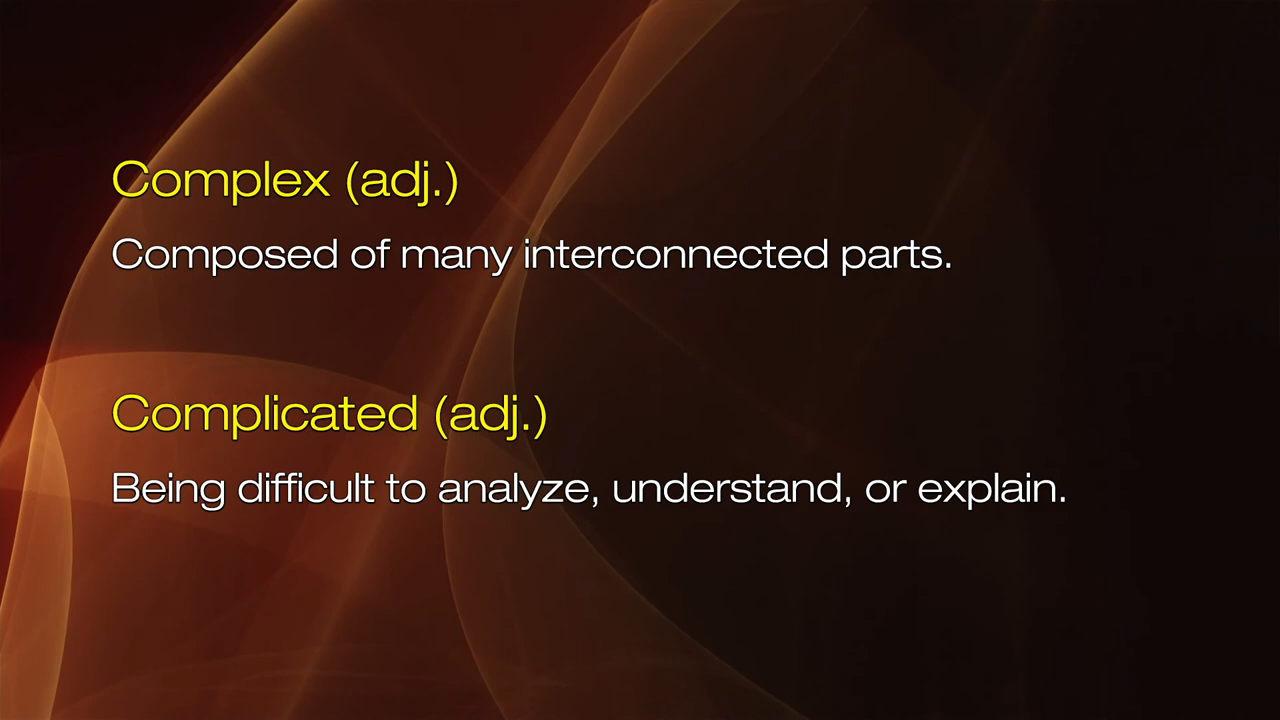 Complex (adj.)
Composed of many interconnected parts.
Complicated (adj.)
Being difficult to analyze, understand, or explain.